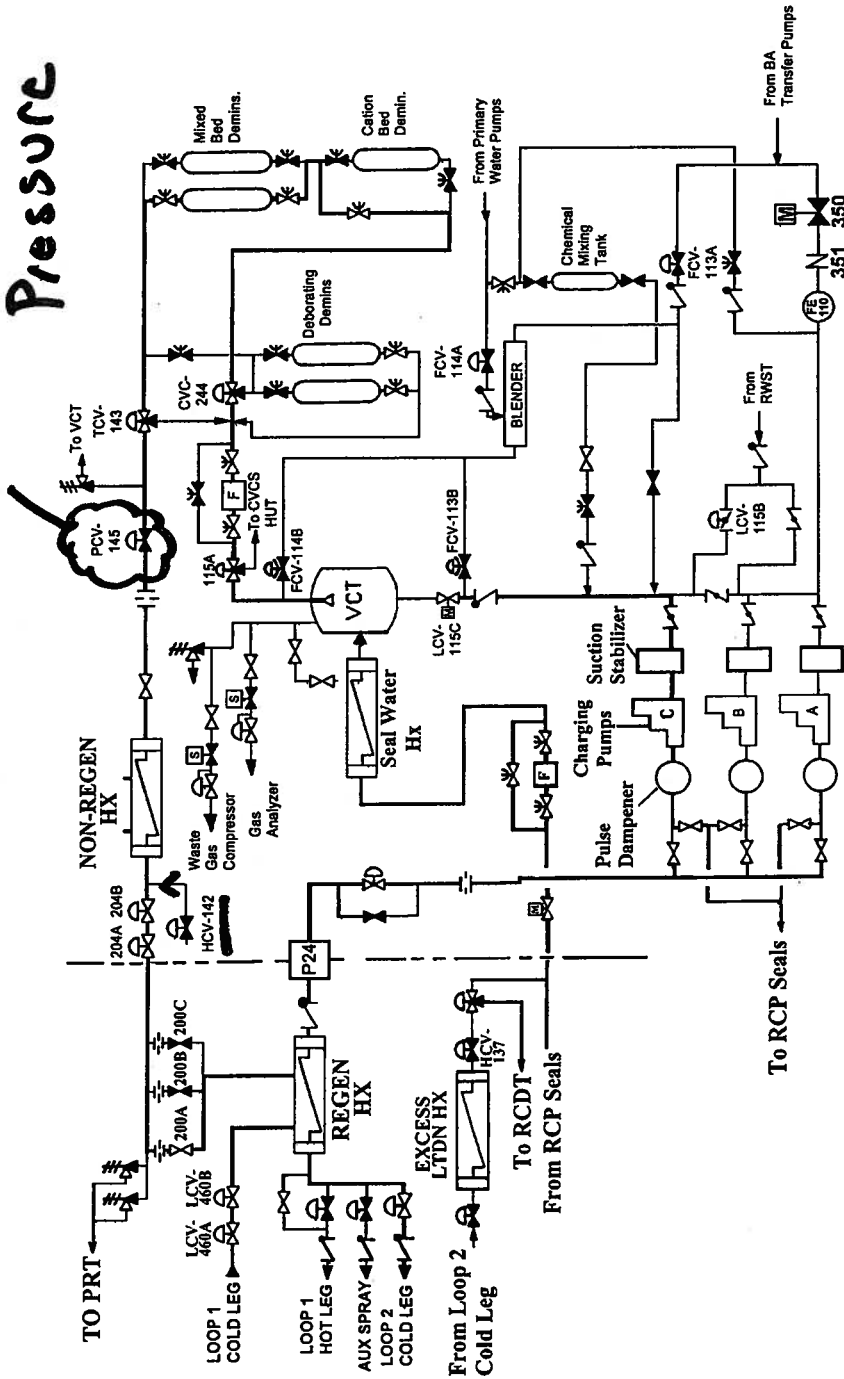 Pressure
TO PRT
LOOP 1
COLD LEG
LCV-
460A
LCV-
460B
200A
200B
200C
204A
204B
HCV-142
NON-REGEN
HX
PCV-
145
To VCT
TCV-
143
Mixed
Bed
Demins.
Cation
Bed
Demin.
CVC-
244
Deborating
Demins
F
115A
To CVCS
HUT
FCV-114B
VCT
Waste
Gas
Compressor
S
S
Gas
Analyzer
Seal Water
Hx
LCV-
115C
M
FCV-113B
From Primary
Water Pumps
FCV-
114A
BLENDER
Chemical
Mixing
Tank
FCV-
113A
From BA
Transfer Pumps
M
350
351
FE
110
From
RWST
LCV-
115B
Suction
Stabilizer
Charging
Pumps
C
B
A
Pulse
Dampener
F
M
P24
REGEN
HX
LOOP 1
HOT LEG
AUX SPRAY
LOOP 2
COLD LEG
EXCESS
LTDN HX
HCV-
137
From Loop 2
Cold Leg
To RCDT
From RCP Seals
To RCP Seals